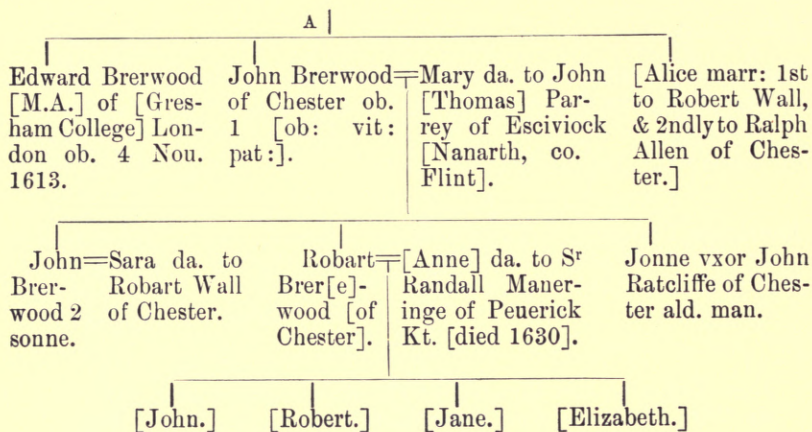 A
Edward Brerwood
[M.A.] of [Gres-
ham College] Lon-
don ob. 4 Nou.
1613.
John Brerwood=
of Chester ob.
1 [ob: vit:
pat:].
Mary da. to John
[Thomas] Par-
rey of Esciviock
[Nanarth, co.
Flint].
[Alice marr: 1st
to Robert Wall,
& 2ndly to Ralph
Allen of Ches-
ter.]
John=
Brer-
wood 2
sonne.
Sara da. to
Robart Wall
of Chester.
Robart=
Brer[e]-
wood [of
Chester].
[Anne] da. to Sʳ
Randall Maner-
inge of Peuerick
Kt. [died 1630].
Jonne vxor John
Ratcliffe of Ches-
ter ald. man.
[John.] [Robert.] [Jane.] [Elizabeth.]